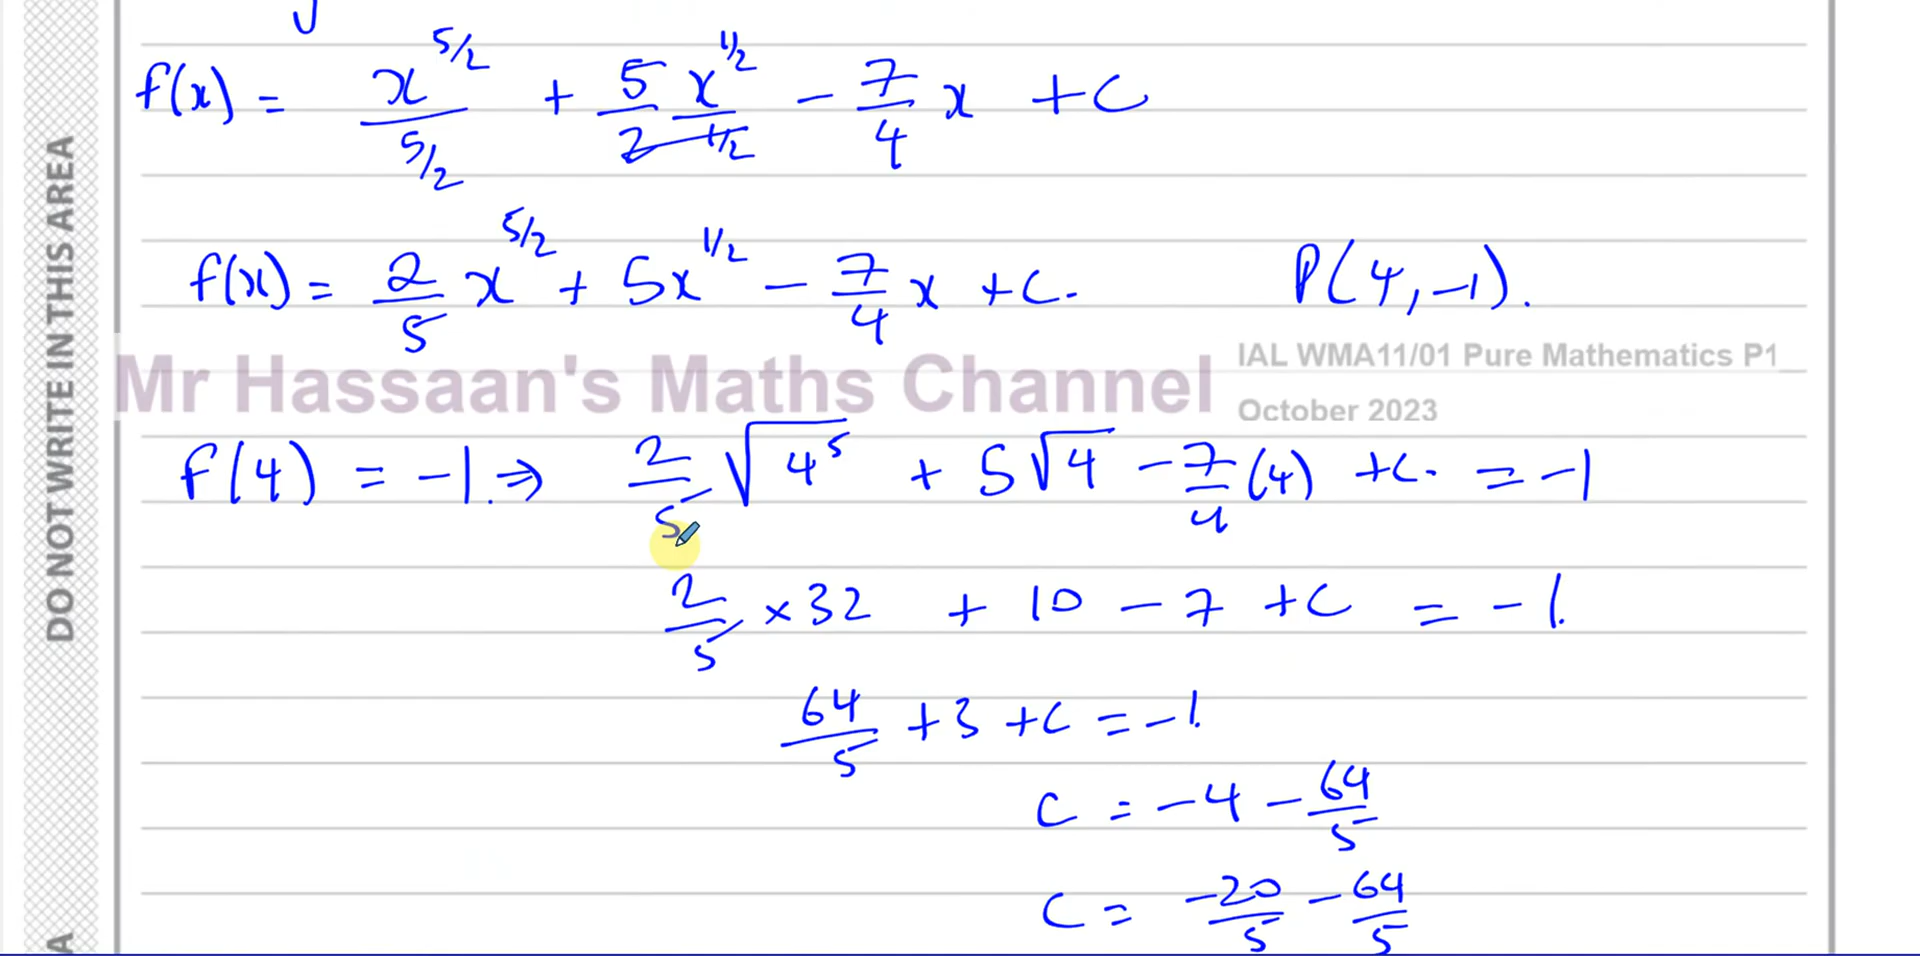 f(x) = x^{5/2} / (5/2) + (5/2) x^{1/2} / (1/2) - (7/4) x + c
f(x) = (2/5) x^{5/2} + 5x^{1/2} - (7/4) x + c. P(4, -1).
Mr Hassaan's Maths Channel
IAL WMA11/01 Pure Mathematics P1
October 2023
f(4) = -1. ⇒ (2/5) √(4^5) + 5√4 - (7/4)(4) + c. = -1
(2/5) × 32 + 10 - 7 + c = -1.
64/5 + 3 + c = -1.
c = -4 - 64/5
c = -20/5 - 64/5
DO NOT WRITE IN THIS AREA
A